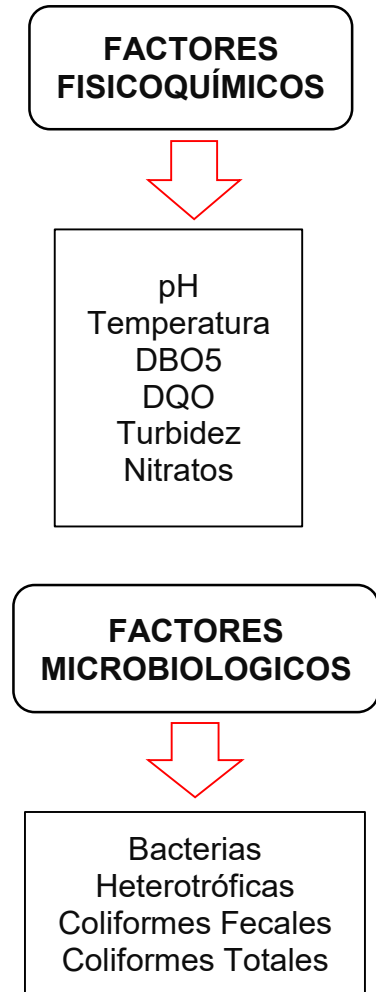 FACTORES
FISICOQUÍMICOS
pH
Temperatura
DBO5
DQO
Turbidez
Nitratos
FACTORES
MICROBIOLOGICOS
Bacterias
Heterotróficas
Coliformes Fecales
Coliformes Totales